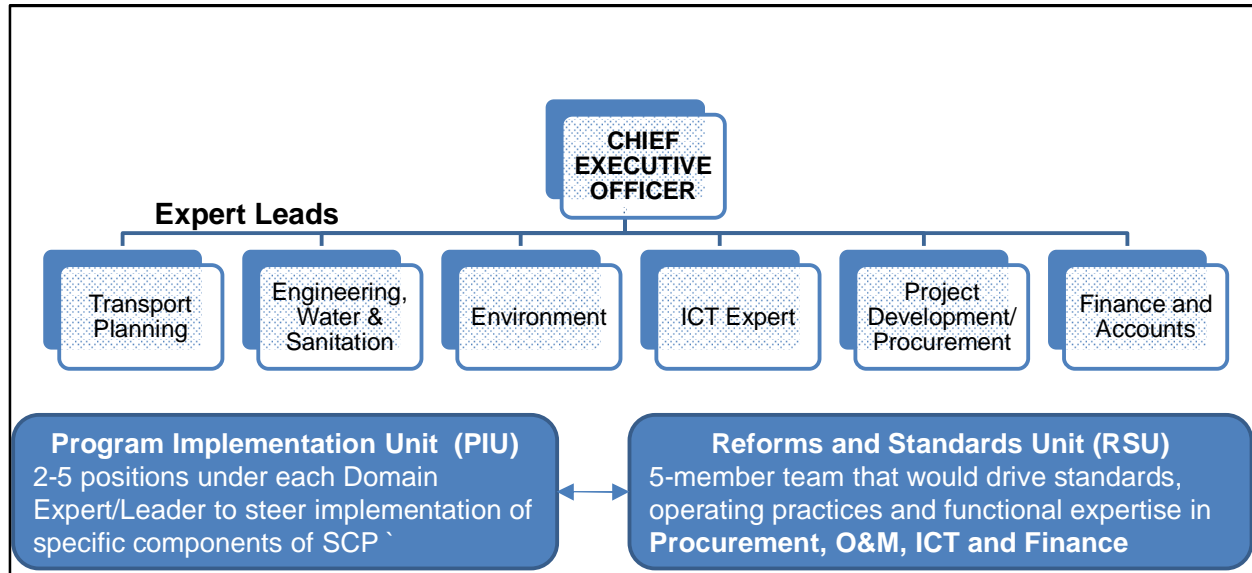 CHIEF
EXECUTIVE
OFFICER
Expert Leads
Transport
Planning
Engineering,
Water &
Sanitation
Environment
ICT Expert
Project
Development/
Procurement
Finance and
Accounts
Program Implementation Unit  (PIU)
2-5 positions under each Domain
Expert/Leader to steer implementation of
specific components of SCP `
Reforms and Standards Unit (RSU)
5-member team that would drive standards,
operating practices and functional expertise in
Procurement, O&M, ICT and Finance